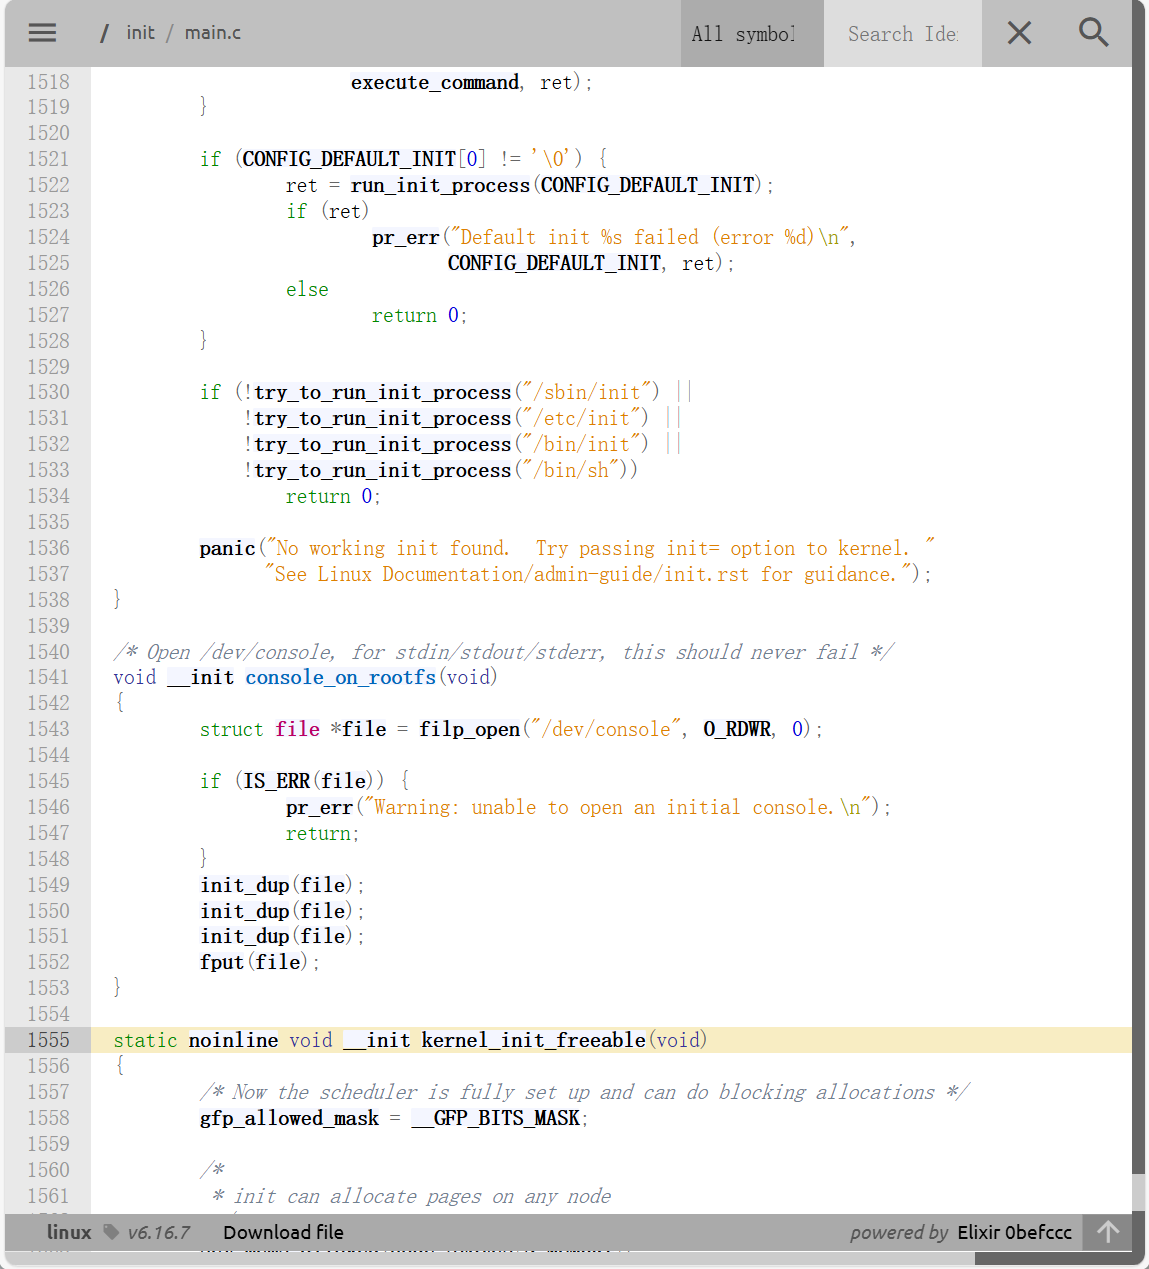 / init / main.c All symbol Search Ide
1518 execute_command, ret);
1519 }
1520
1521 if (CONFIG_DEFAULT_INIT[0] != '\0') {
1522 ret = run_init_process(CONFIG_DEFAULT_INIT);
1523 if (ret)
1524 pr_err("Default init %s failed (error %d)\n",
1525 CONFIG_DEFAULT_INIT, ret);
1526 else
1527 return 0;
1528 }
1529
1530 if (!try_to_run_init_process("/sbin/init") ||
1531 !try_to_run_init_process("/etc/init") ||
1532 !try_to_run_init_process("/bin/init") ||
1533 !try_to_run_init_process("/bin/sh"))
1534 return 0;
1535
1536 panic("No working init found.  Try passing init= option to kernel. "
1537 "See Linux Documentation/admin-guide/init.rst for guidance.");
1538 }
1539
1540 /* Open /dev/console, for stdin/stdout/stderr, this should never fail */
1541 void __init console_on_rootfs(void)
1542 {
1543 struct file *file = filp_open("/dev/console", O_RDWR, 0);
1544
1545 if (IS_ERR(file)) {
1546 pr_err("Warning: unable to open an initial console.\n");
1547 return;
1548 }
1549 init_dup(file);
1550 init_dup(file);
1551 init_dup(file);
1552 fput(file);
1553 }
1554
1555 static noinline void __init kernel_init_freeable(void)
1556 {
1557 /* Now the scheduler is fully set up and can do blocking allocations */
1558 gfp_allowed_mask = __GFP_BITS_MASK;
1559
1560 /*
1561 * init can allocate pages on any node
linux v6.16.7 Download file powered by Elixir 0befccc